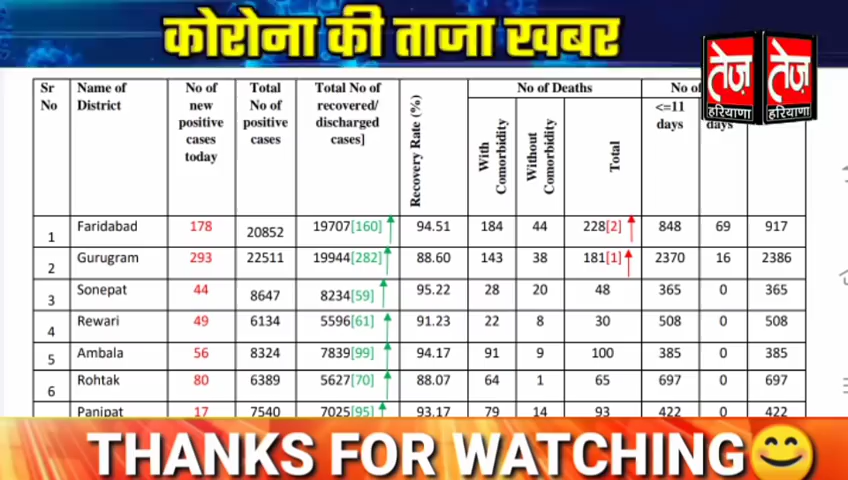 कोरोना की ताजा खबर
तेज़ तेज़
हरियाणा हरियाणा
Sr No | Name of District | No of new positive cases today | Total No of positive cases | Total No of recovered/ discharged cases] | Recovery Rate (%) | No of Deaths | No of
With Comorbidity | Without Comorbidity | Total | <=11 days | days
1 | Faridabad | 178 | 20852 | 19707[160] | 94.51 | 184 | 44 | 228[2] | 848 | 69 | 917
2 | Gurugram | 293 | 22511 | 19944[282] | 88.60 | 143 | 38 | 181[1] | 2370 | 16 | 2386
3 | Sonepat | 44 | 8647 | 8234[59] | 95.22 | 28 | 20 | 48 | 365 | 0 | 365
4 | Rewari | 49 | 6134 | 5596[61] | 91.23 | 22 | 8 | 30 | 508 | 0 | 508
5 | Ambala | 56 | 8324 | 7839[99] | 94.17 | 91 | 9 | 100 | 385 | 0 | 385
6 | Rohtak | 80 | 6389 | 5627[70] | 88.07 | 64 | 1 | 65 | 697 | 0 | 697
Panipat | 17 | 7540 | 7025[95] | 93.17 | 79 | 14 | 93 | 422 | 0 | 422
THANKS FOR WATCHING